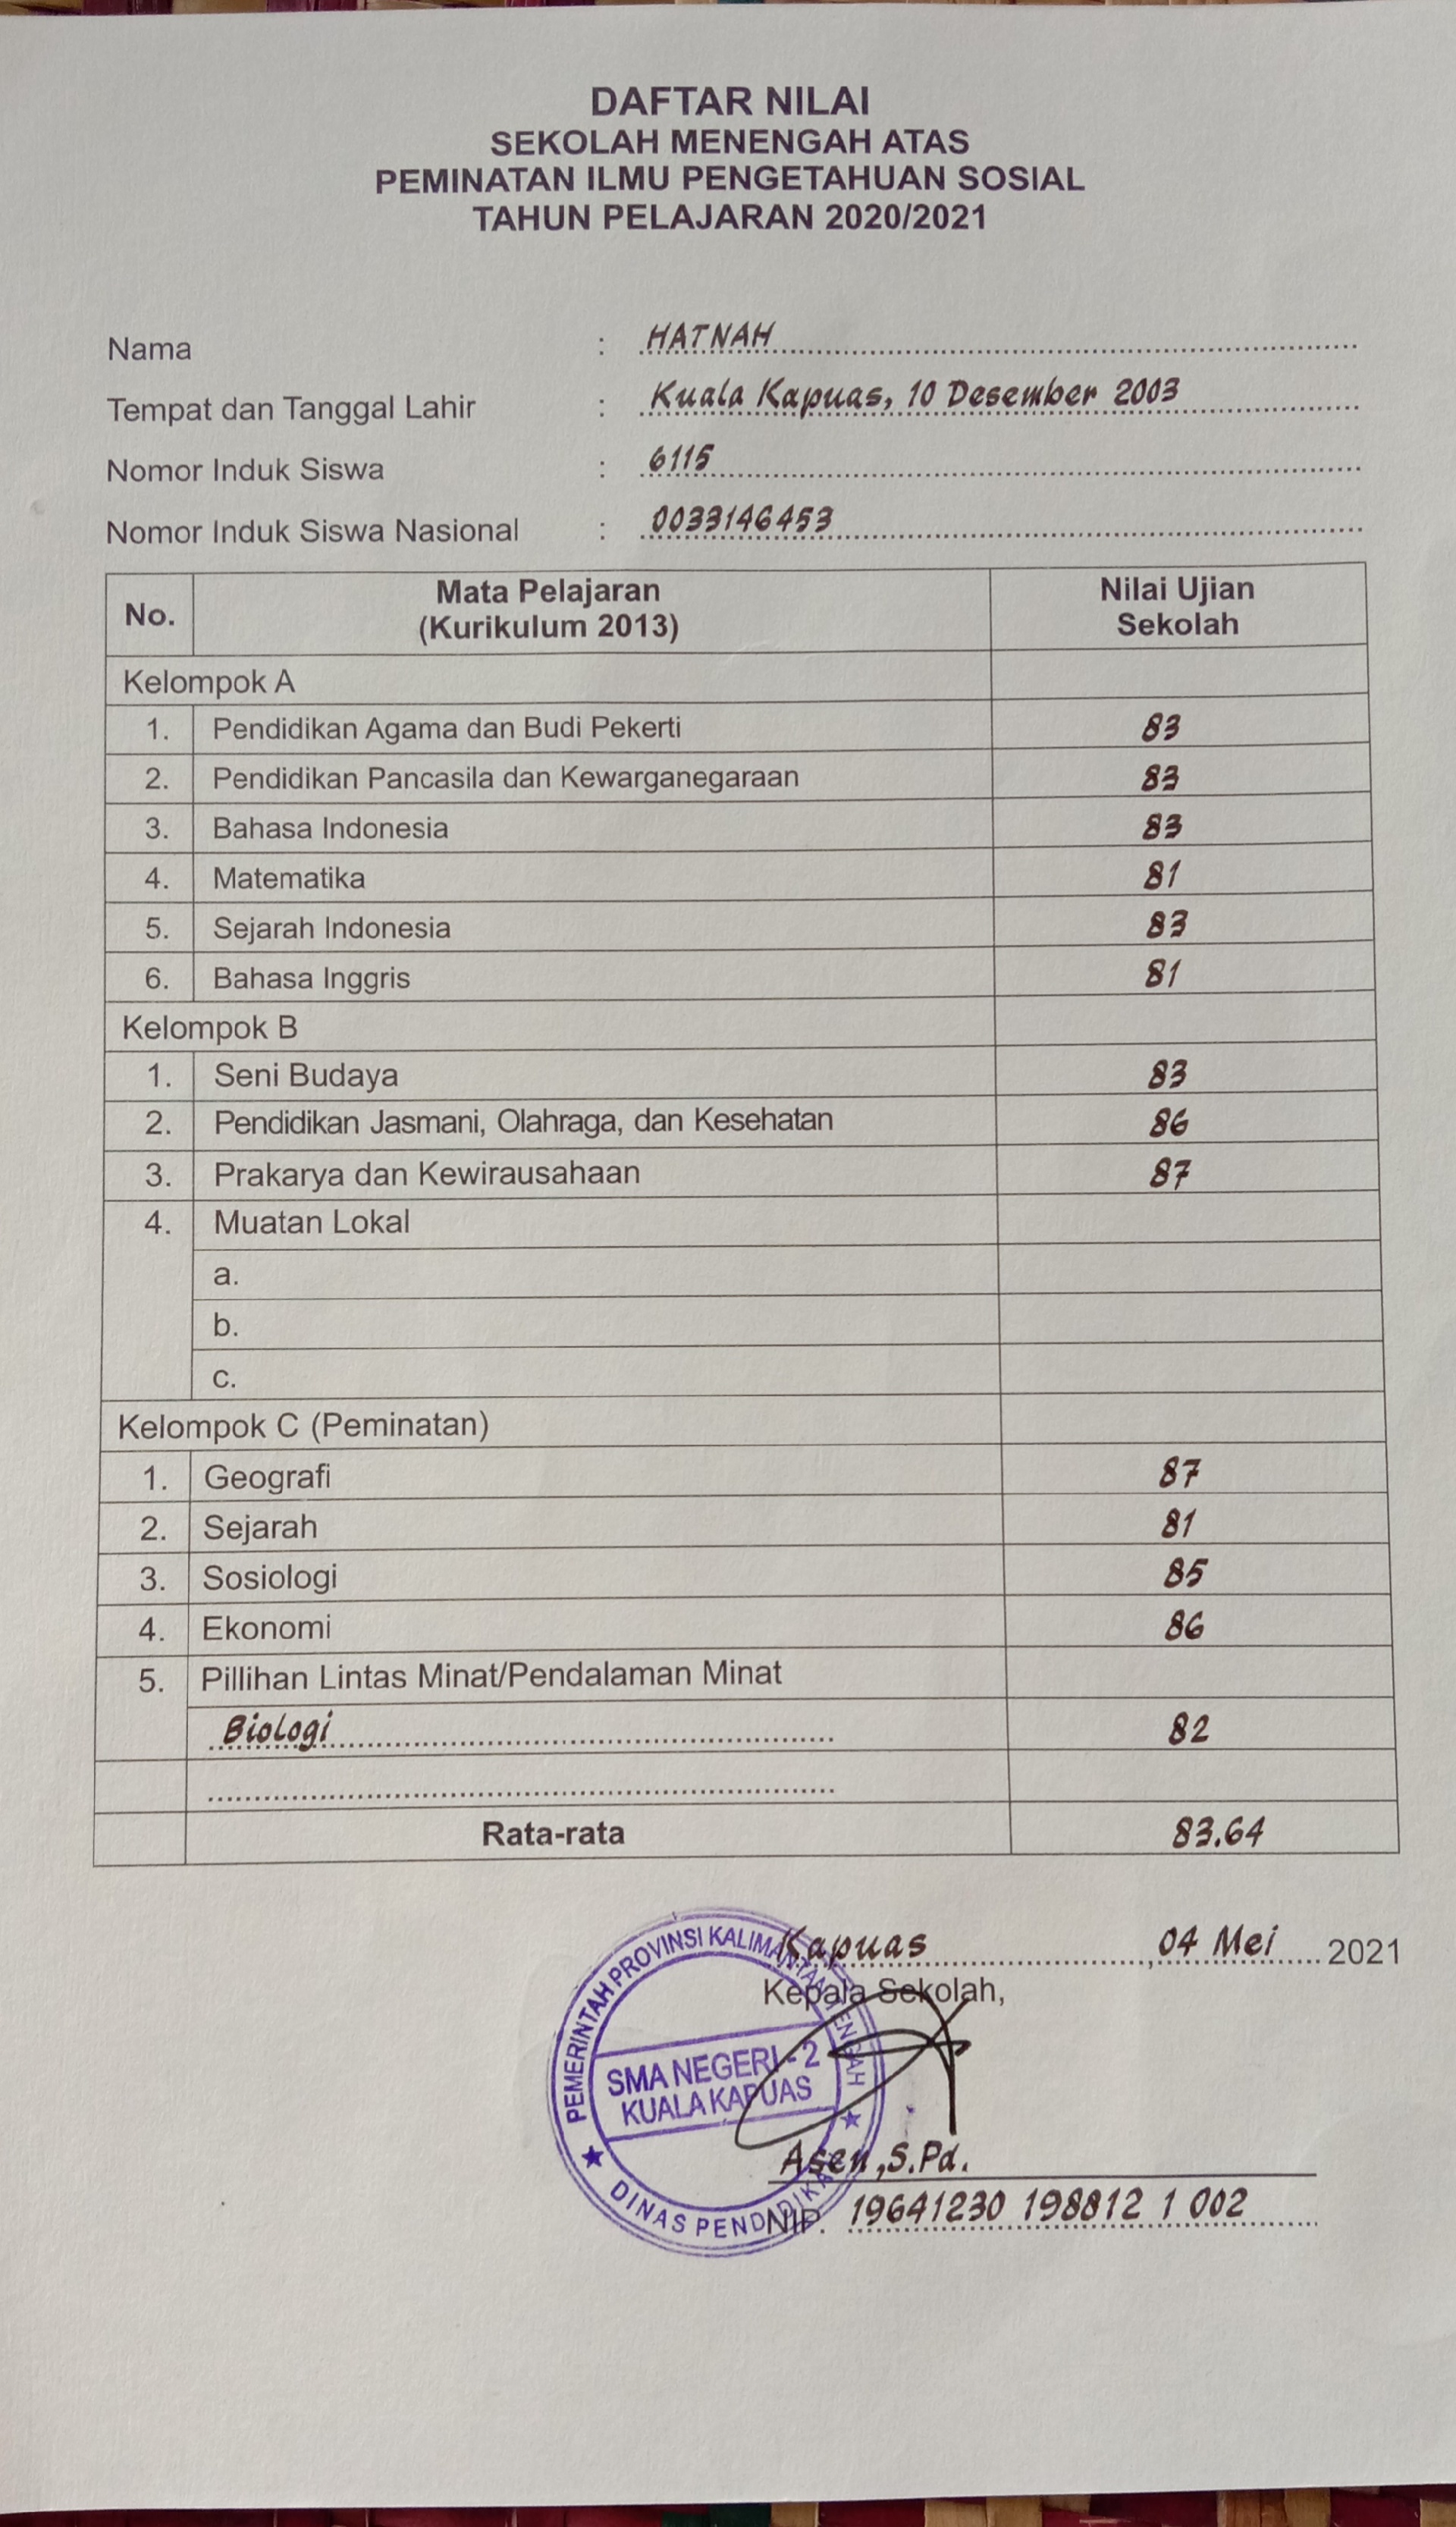 DAFTAR NILAI
SEKOLAH MENENGAH ATAS
PEMINATAN ILMU PENGETAHUAN SOSIAL
TAHUN PELAJARAN 2020/2021
Nama : HATNAH
Tempat dan Tanggal Lahir : Kuala Kapuas, 10 Desember 2003
Nomor Induk Siswa : 6115
Nomor Induk Siswa Nasional : 0033146453
No. Mata Pelajaran (Kurikulum 2013) Nilai Ujian Sekolah
Kelompok A
1. Pendidikan Agama dan Budi Pekerti 83
2. Pendidikan Pancasila dan Kewarganegaraan 83
3. Bahasa Indonesia 83
4. Matematika 81
5. Sejarah Indonesia 83
6. Bahasa Inggris 81
Kelompok B
1. Seni Budaya 83
2. Pendidikan Jasmani, Olahraga, dan Kesehatan 86
3. Prakarya dan Kewirausahaan 87
4. Muatan Lokal
a.
b.
c.
Kelompok C (Peminatan)
1. Geografi 87
2. Sejarah 81
3. Sosiologi 85
4. Ekonomi 86
5. Pillihan Lintas Minat/Pendalaman Minat
Biologi 82
Rata-rata 83.64
Kapuas, 04 Mei 2021
Kepala Sekolah,
PEMERINTAH PROVINSI KALIMANTAN TENGAH
SMA NEGERI - 2
KUALA KAPUAS
DINAS PENDIDIKAN
Asen, S.Pd.
NIP. 19641230 198812 1 002